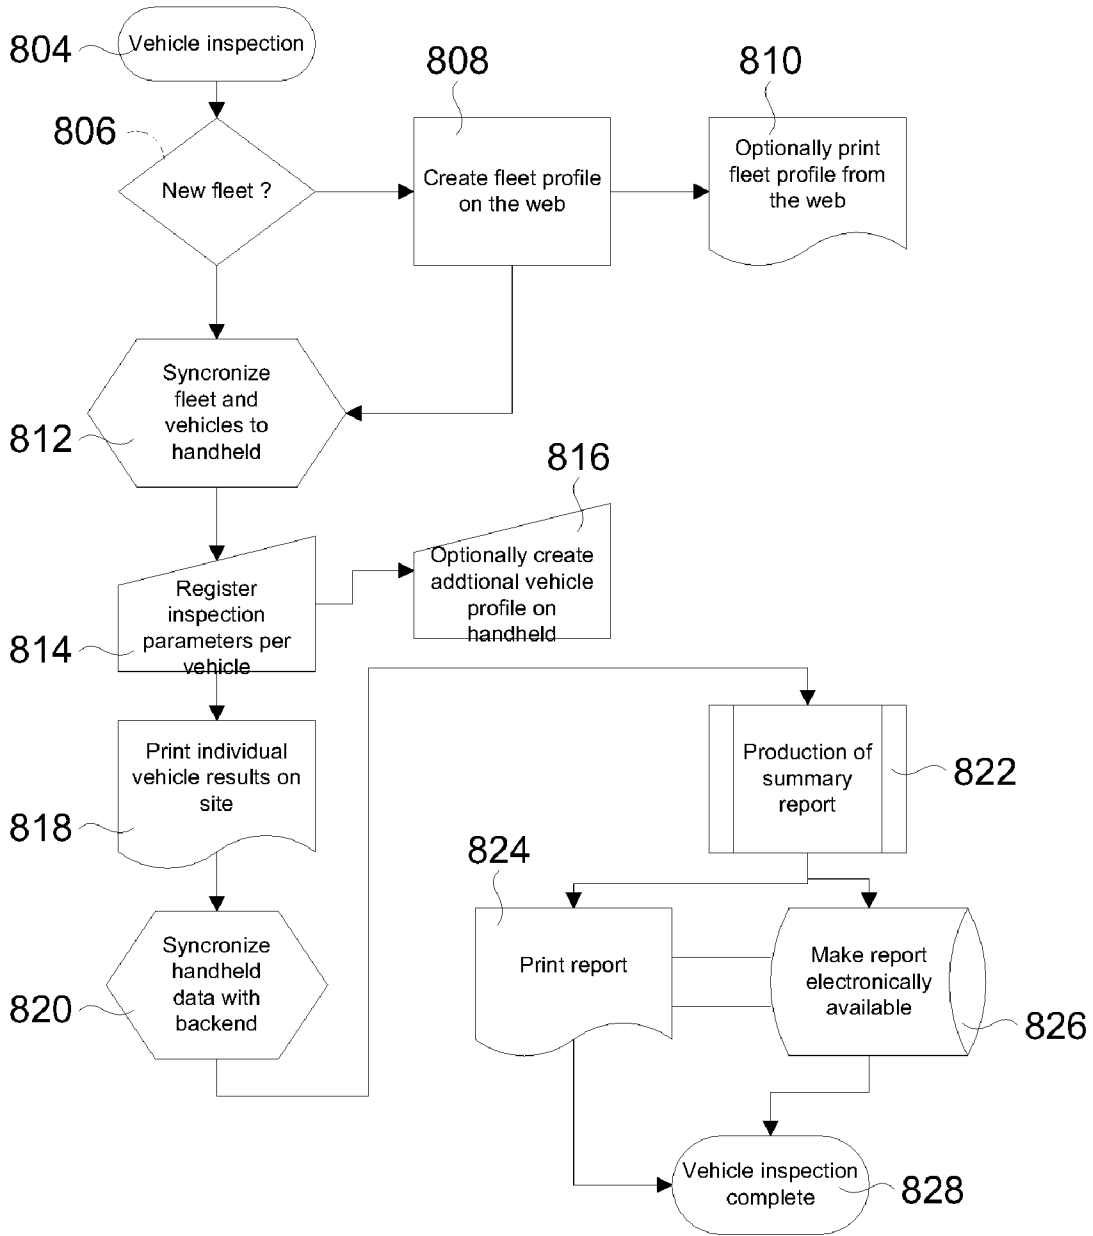 804
Vehicle inspection
806
New fleet ?
808
Create fleet profile
on the web
810
Optionally print
fleet profile from
the web
812
Syncronize
fleet and
vehicles to
handheld
814
Register
inspection
parameters per
vehicle
816
Optionally create
addtional vehicle
profile on
handheld
818
Print individual
vehicle results on
site
820
Syncronize
handheld
data with
backend
822
Production of
summary
report
824
Print report
826
Make report
electronically
available
828
Vehicle inspection
complete